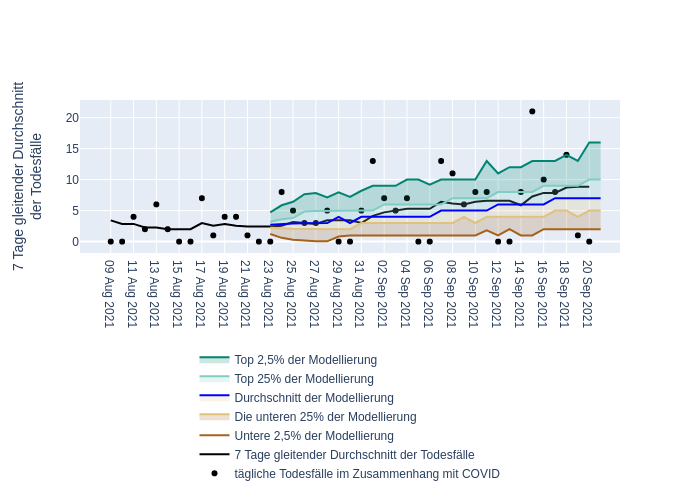 7 Tage gleitender Durchschnitt
der Todesfälle
20
15
10
5
0
09 Aug 2021
11 Aug 2021
13 Aug 2021
15 Aug 2021
17 Aug 2021
19 Aug 2021
21 Aug 2021
23 Aug 2021
25 Aug 2021
27 Aug 2021
29 Aug 2021
31 Aug 2021
02 Sep 2021
04 Sep 2021
06 Sep 2021
08 Sep 2021
10 Sep 2021
12 Sep 2021
14 Sep 2021
16 Sep 2021
18 Sep 2021
20 Sep 2021
Top 2,5% der Modellierung
Top 25% der Modellierung
Durchschnitt der Modellierung
Die unteren 25% der Modellierung
Untere 2,5% der Modellierung
7 Tage gleitender Durchschnitt der Todesfälle
tägliche Todesfälle im Zusammenhang mit COVID